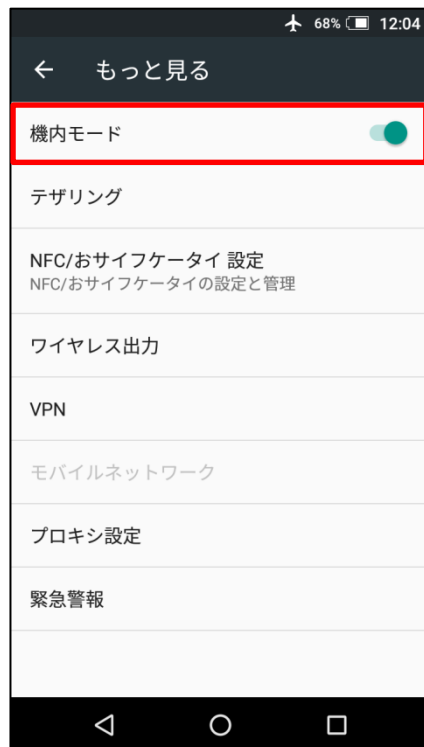 68% 12:04
もっと見る
機内モード
テザリング
NFC/おサイフケータイ 設定
NFC/おサイフケータイの設定と管理
ワイヤレス出力
VPN
モバイルネットワーク
プロキシ設定
緊急警報